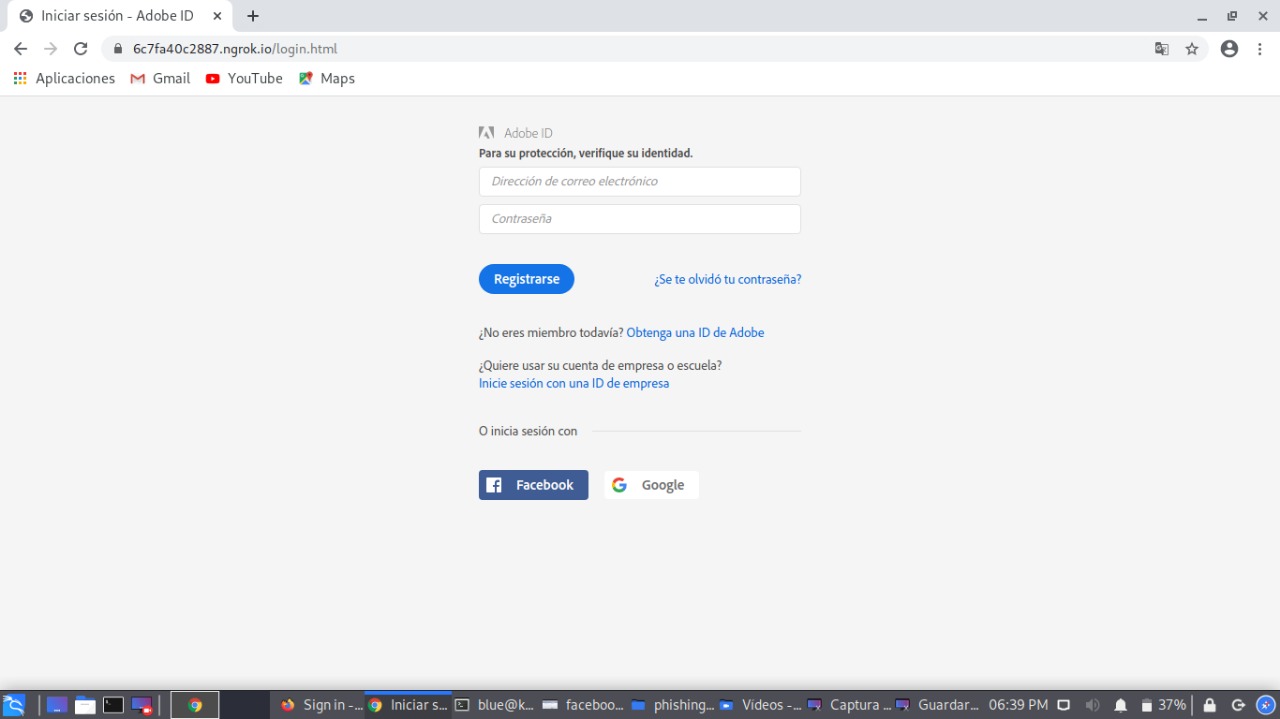 Iniciar sesión - Adobe ID
6c7fa40c2887.ngrok.io/login.html
Aplicaciones Gmail YouTube Maps
Adobe ID
Para su protección, verifique su identidad.
Dirección de correo electrónico
Contraseña
Registrarse ¿Se te olvidó tu contraseña?
¿No eres miembro todavía? Obtenga una ID de Adobe
¿Quiere usar su cuenta de empresa o escuela?
Inicie sesión con una ID de empresa
O inicia sesión con
Facebook Google
Sign in -... Iniciar s... blue@k... faceboo... phishing... Vídeos -... Captura ... Guardar... 06:39 PM 37%